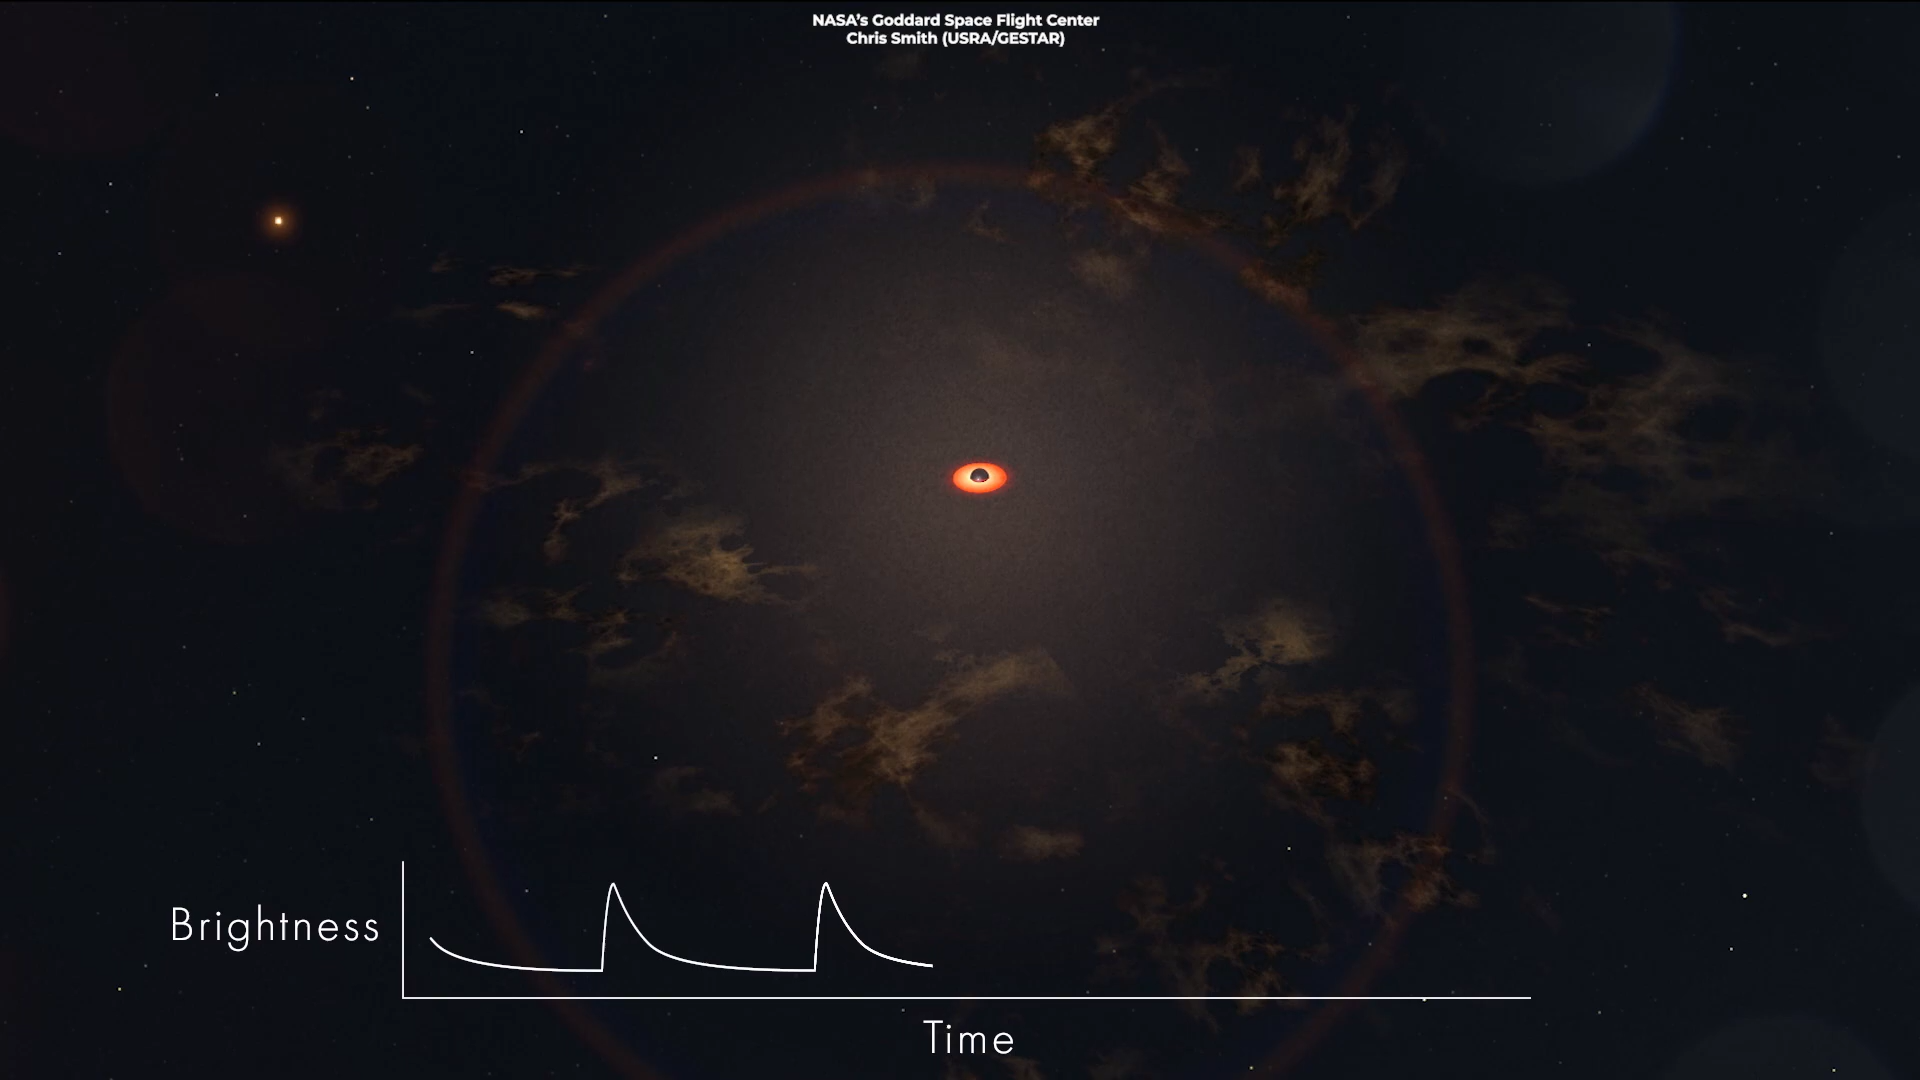 NASA's Goddard Space Flight Center
Chris Smith (USRA/GESTAR)
Brightness
Time